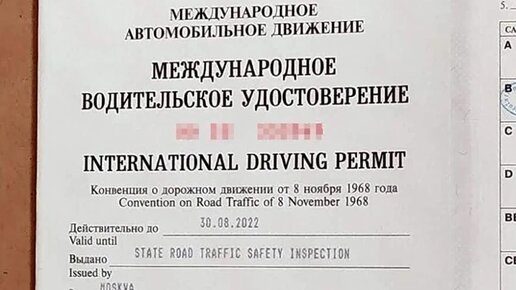 МЕЖДУНАРОДНОЕ
АВТОМОБИЛЬНОЕ ДВИЖЕНИЕ
МЕЖДУНАРОДНОЕ
ВОДИТЕЛЬСКОЕ УДОСТОВЕРЕНИЕ
INTERNATIONAL DRIVING PERMIT
Конвенция о дорожном движении от 8 ноября 1968 года
Convention on Road Traffic of 8 November 1968
Действительно до 30.08.2022
Valid until
Выдано STATE ROAD TRAFFIC SAFETY INSPECTION
Issued by
MOSKVA
5.
A
B
C
D